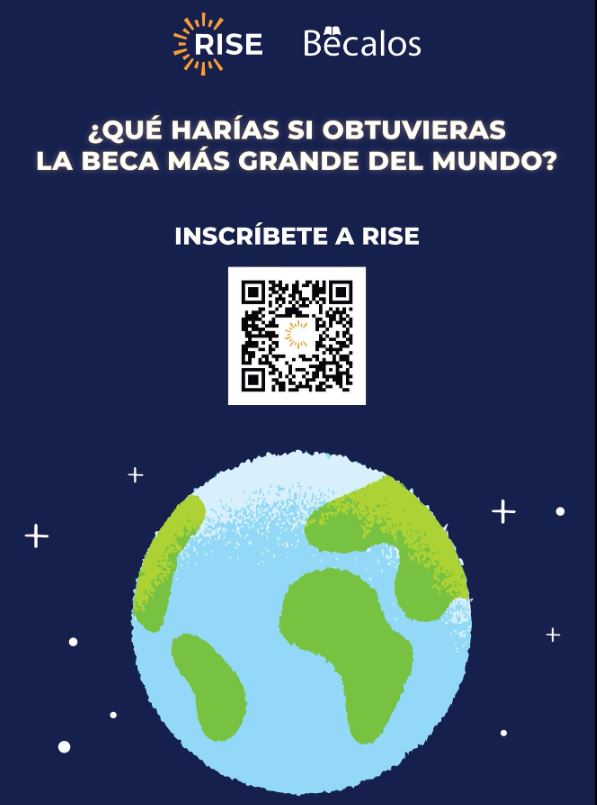 RISE Bécalos
¿QUÉ HARÍAS SI OBTUVIERAS
LA BECA MÁS GRANDE DEL MUNDO?
INSCRÍBETE A RISE